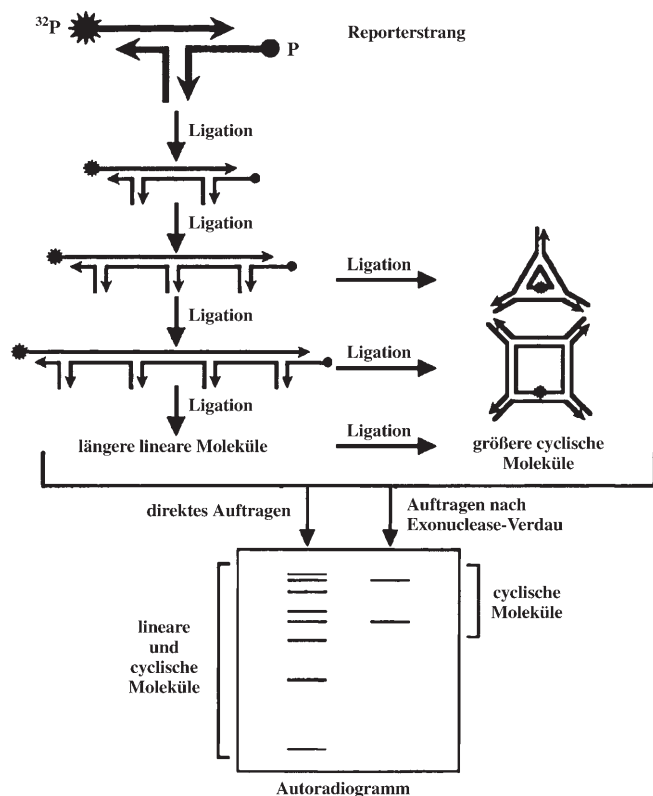 ³²P
Reporterstrang
P
Ligation
Ligation
Ligation
Ligation
Ligation
Ligation
längere lineare Moleküle
Ligation
größere cyclische
Moleküle
direktes Auftragen
Auftragen nach
Exonuclease-Verdau
lineare
und
cyclische
Moleküle
cyclische
Moleküle
Autoradiogramm